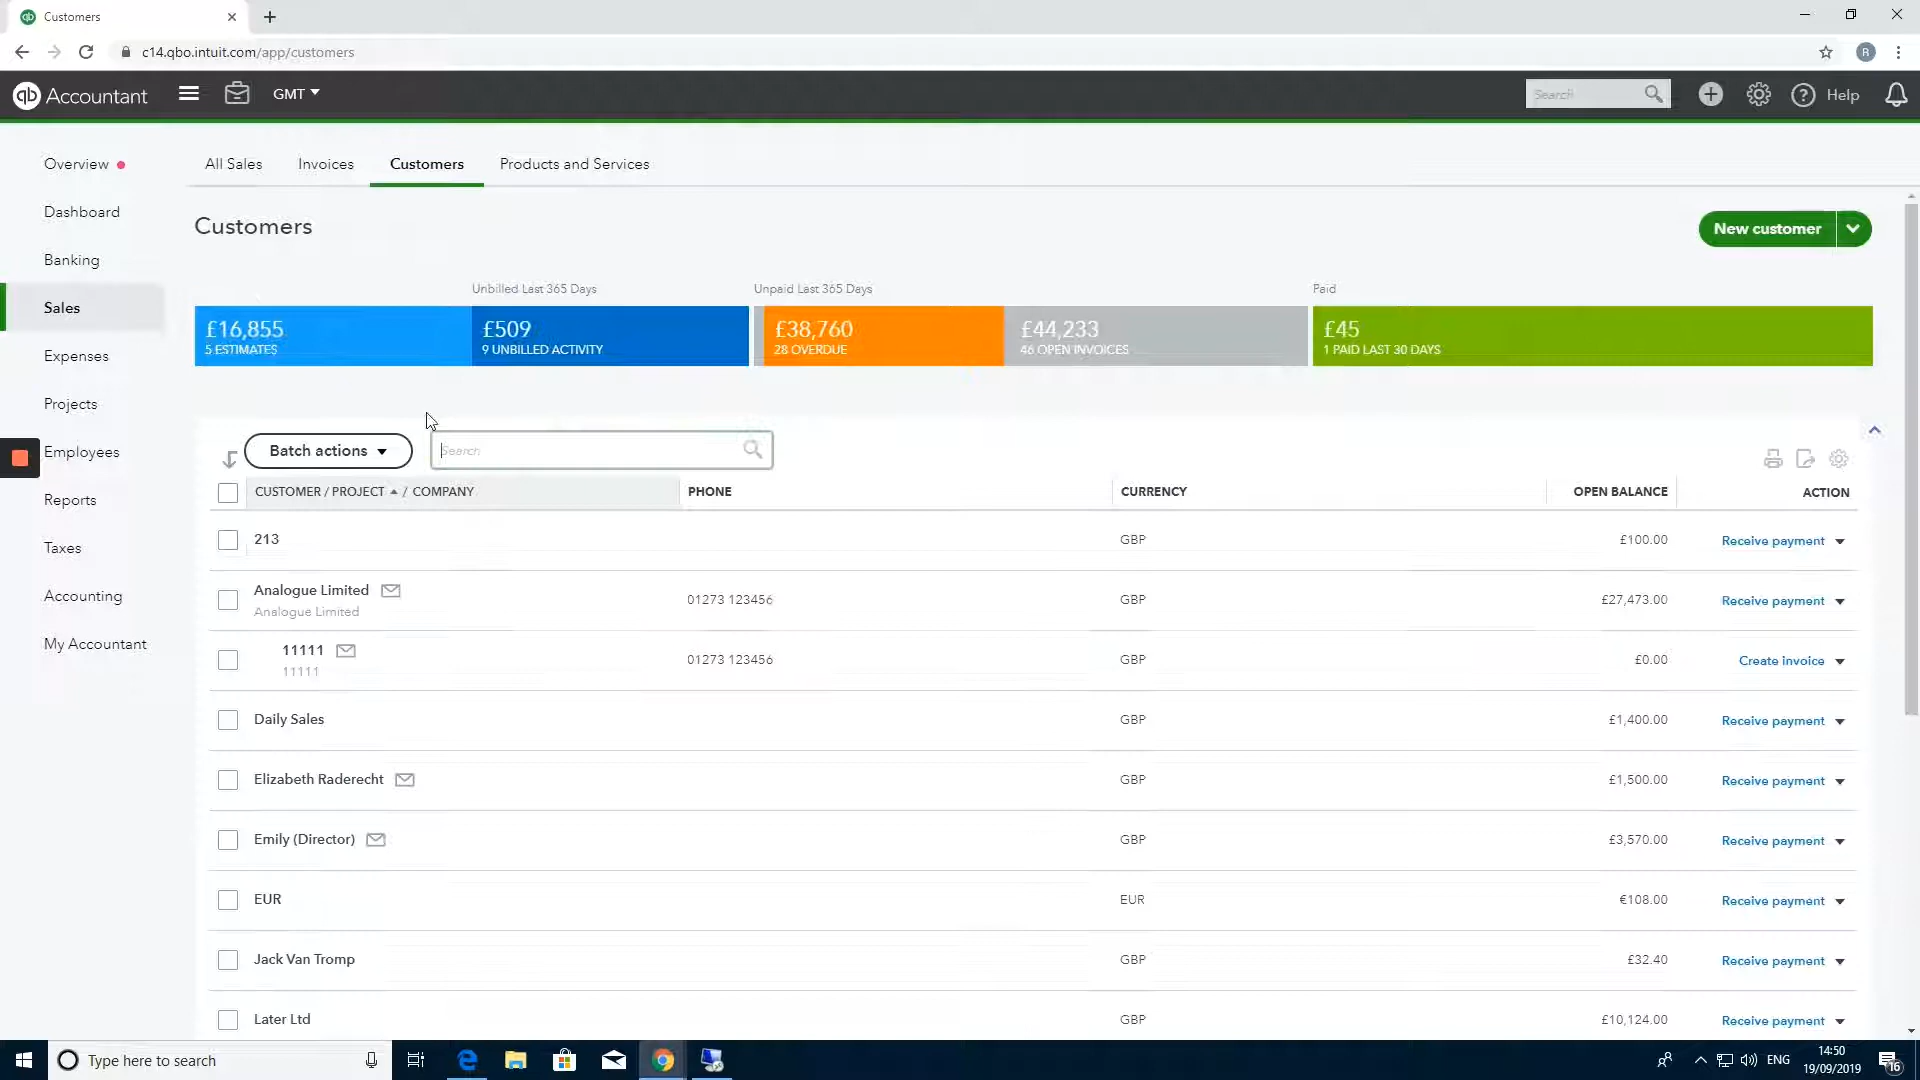 Customers
c14.qbo.intuit.com/app/customers
R
qb Accountant
GMT
Search
Help
Overview
Dashboard
Banking
Sales
Expenses
Projects
Employees
Reports
Taxes
Accounting
My Accountant
All Sales Invoices Customers Products and Services
Customers
New customer
Unbilled Last 365 Days Unpaid Last 365 Days Paid
£16,855 £509 £38,760 £44,233 £45
5 ESTIMATES 9 UNBILLED ACTIVITY 28 OVERDUE 46 OPEN INVOICES 1 PAID LAST 30 DAYS
Batch actions Search
CUSTOMER / PROJECT / COMPANY PHONE CURRENCY OPEN BALANCE ACTION
213 GBP £100.00 Receive payment
Analogue Limited 01273 123456 GBP £27,473.00 Receive payment
Analogue Limited
11111 01273 123456 GBP £0.00 Create invoice
11111
Daily Sales GBP £1,400.00 Receive payment
Elizabeth Raderecht GBP £1,500.00 Receive payment
Emily (Director) GBP £3,570.00 Receive payment
EUR EUR €108.00 Receive payment
Jack Van Tromp GBP £32.40 Receive payment
Later Ltd GBP £10,124.00 Receive payment
Type here to search
ENG
14:50
19/09/2019
16